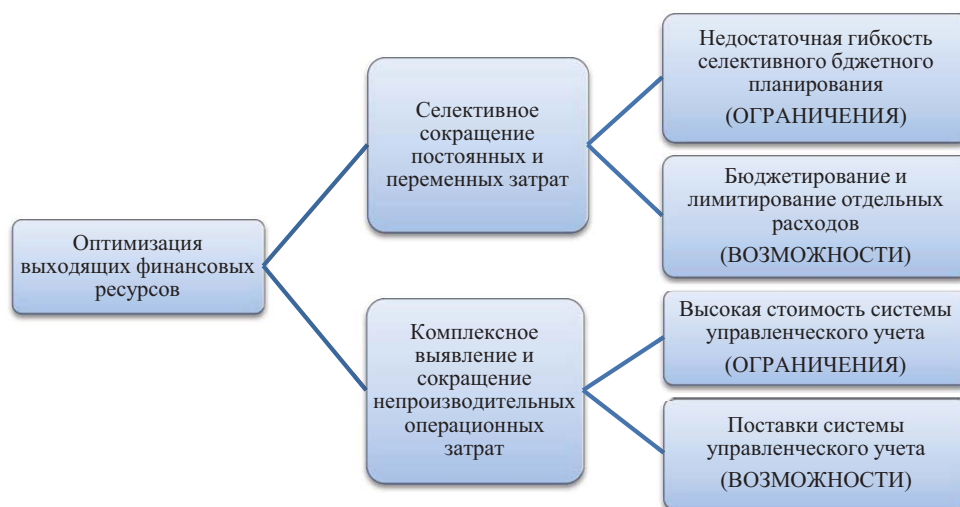 Оптимизация
выходящих финансовых
ресурсов
Селективное
сокращение
постоянных и
переменных затрат
Недостаточная гибкость
селективного бджетного
планирования
(ОГРАНИЧЕНИЯ)
Бюджетирование и
лимитирование отдельных
расходов
(ВОЗМОЖНОСТИ)
Комплексное
выявление и
сокращение
непроизводительных
операционных
затрат
Высокая стоимость системы
управленческого учета
(ОГРАНИЧЕНИЯ)
Поставки системы
управленческого учета
(ВОЗМОЖНОСТИ)